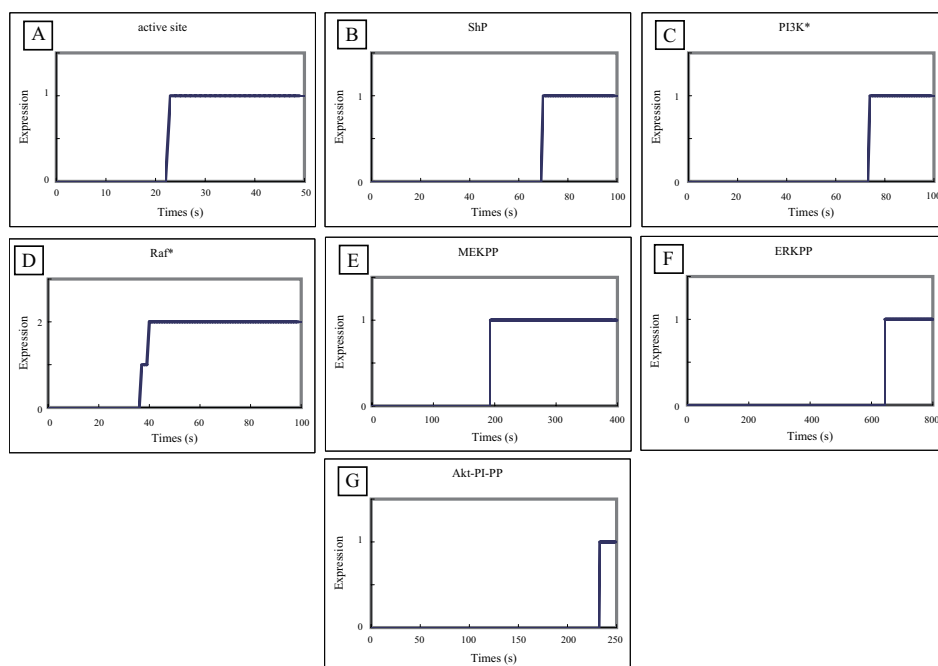 A
active site
Expression
1
0
0 10 20 30 40 50
Times (s)
B
ShP
Expression
1
0
0 20 40 60 80 100
Times (s)
C
PI3K*
Expression
1
0
0 20 40 60 80 100
Times (s)
D
Raf*
Expression
2
1
0
0 20 40 60 80 100
Times (s)
E
MEKPP
Expression
1
0
0 100 200 300 400
Times (s)
F
ERKPP
Expression
1
0
0 200 400 600 800
Times (s)
G
Akt-PI-PP
Expression
1
0
0 50 100 150 200 250
Times (s)